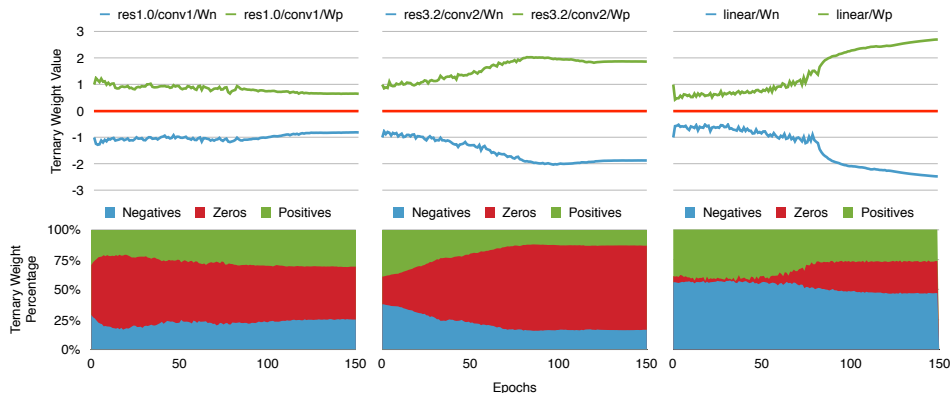 res1.0/conv1/Wn res1.0/conv1/Wp res3.2/conv2/Wn res3.2/conv2/Wp linear/Wn linear/Wp
Ternary Weight Value
3
2
1
0
-1
-2
-3
Negatives Zeros Positives Negatives Zeros Positives Negatives Zeros Positives
Ternary Weight
Percentage
100%
75%
50%
25%
0%
0 50 100 150 0 50 100 150 0 50 100 150
Epochs